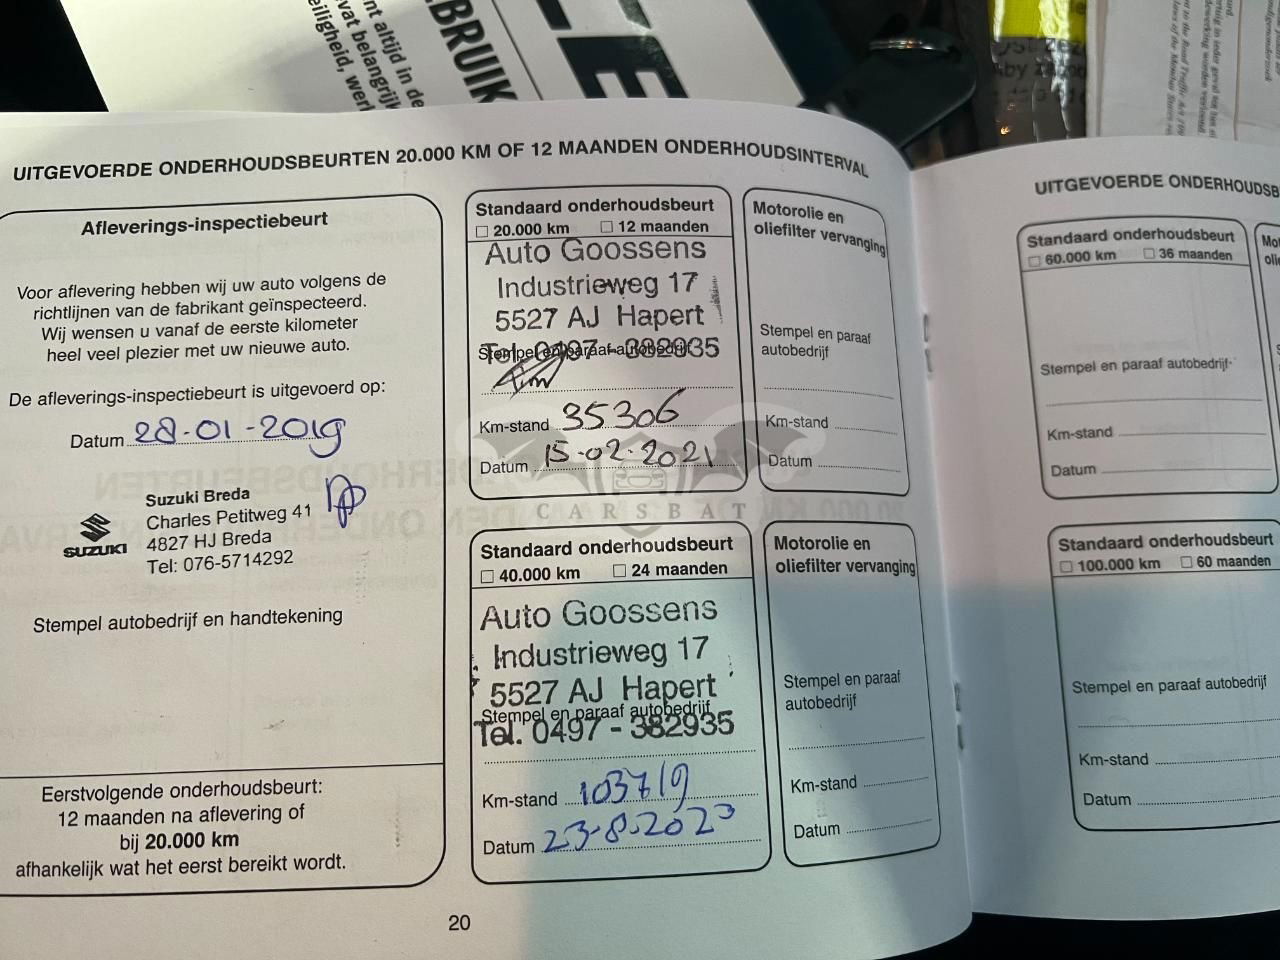 BRUIK
UITGEVOERDE ONDERHOUDSBEURTEN 20.000 KM OF 12 MAANDEN ONDERHOUDSINTERVAL
Afleverings-inspectiebeurt
Voor aflevering hebben wij uw auto volgens de
richtlijnen van de fabrikant geïnspecteerd.
Wij wensen u vanaf de eerste kilometer
heel veel plezier met uw nieuwe auto.
De afleverings-inspectiebeurt is uitgevoerd op:
Datum 28-01-2019
Suzuki Breda
Charles Petitweg 41
SUZUKI
4827 HJ Breda
Tel: 076-5714292
Stempel autobedrijf en handtekening
Eerstvolgende onderhoudsbeurt:
12 maanden na aflevering of
bij 20.000 km
afhankelijk wat het eerst bereikt wordt.
Standaard onderhoudsbeurt
20.000 km 12 maanden
Auto Goossens
Industrieweg 17
5527 AJ Hapert
Tel. 0497 - 382935
Stempel en paraaf autobedrijf
Km-stand 35306
Datum 15-02-2021
Motorolie en
oliefilter vervanging
Stempel en paraaf
autobedrijf
Km-stand
Datum
CARSBAT
Standaard onderhoudsbeurt
40.000 km 24 maanden
Auto Goossens
Industrieweg 17
5527 AJ Hapert
Stempel en paraaf autobedrijf
Tel. 0497 - 382935
Km-stand 103719
Datum 23-8-2023
Motorolie en
oliefilter vervanging
Stempel en paraaf
autobedrijf
Km-stand
Datum
20
UITGEVOERDE ONDERHOUDSB
Standaard onderhoudsbeurt
60.000 km 36 maanden
Stempel en paraaf autobedrijf
Km-stand
Datum
Standaard onderhoudsbeurt
100.000 km 60 maanden
Stempel en paraaf autobedrijf
Km-stand
Datum